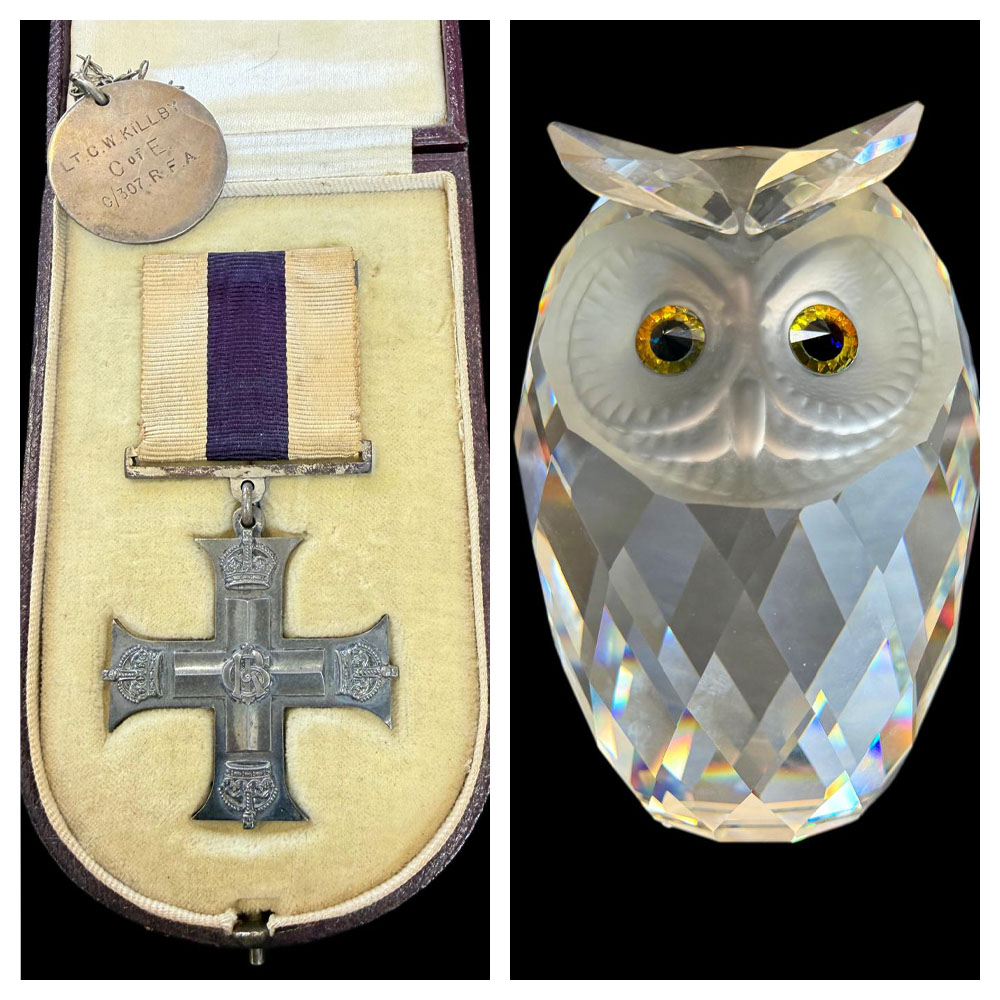 LT. C. W KILLBY
C OF E,
C/307. R. F. A